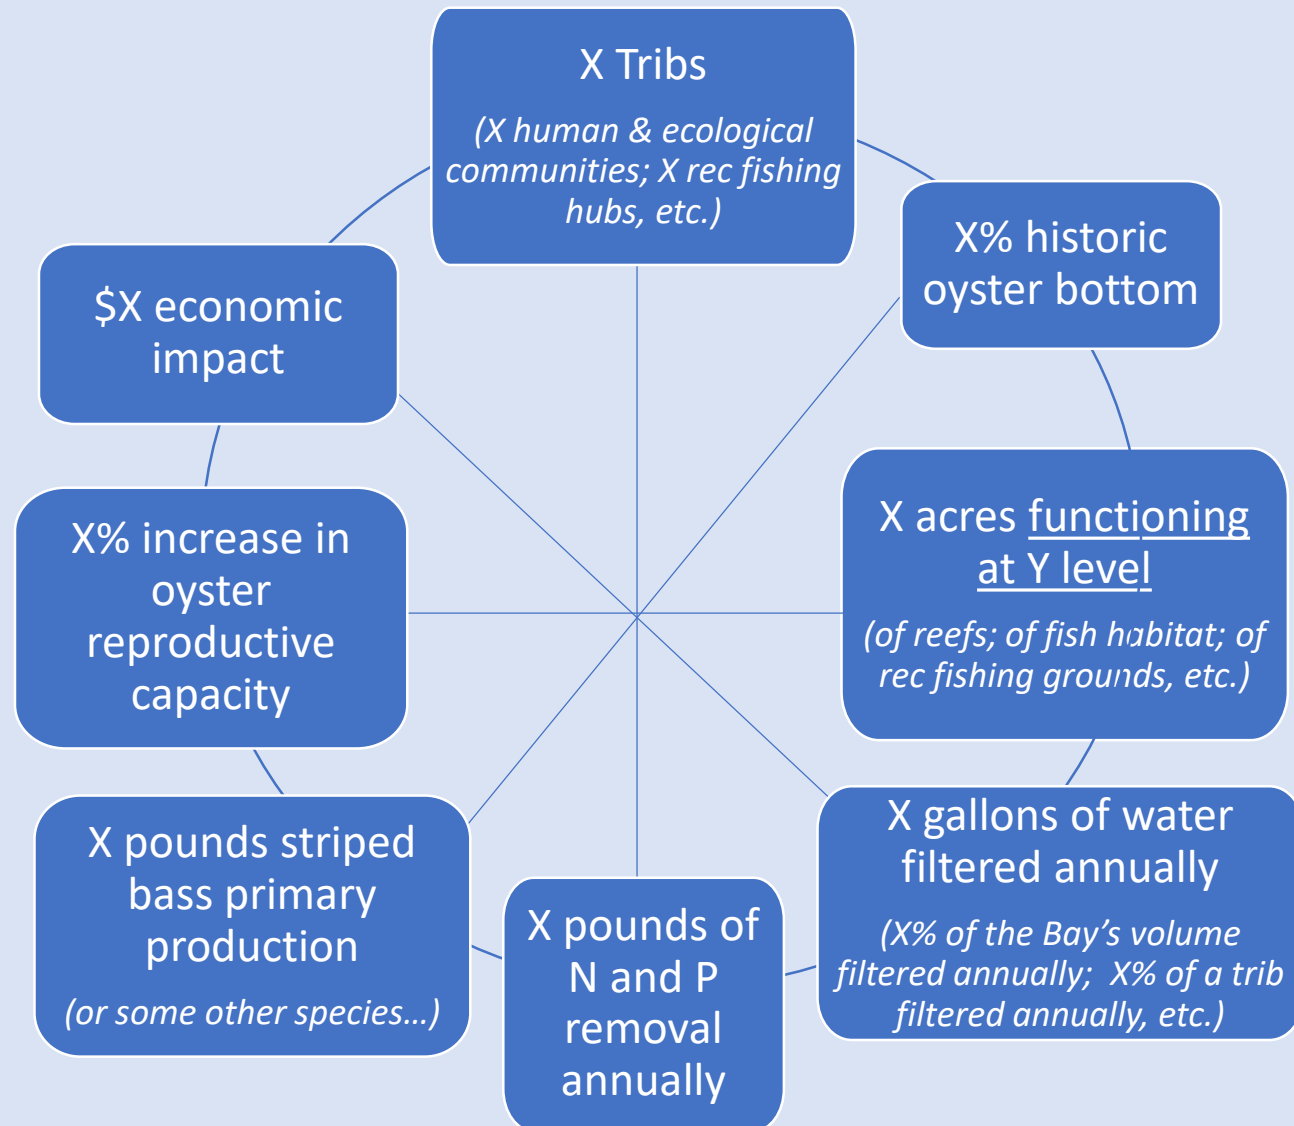 X Tribs
(X human & ecological
communities; X rec fishing
hubs, etc.)
X% historic
oyster bottom
X acres functioning
at Y level
(of reefs; of fish habitat; of
rec fishing grounds, etc.)
X gallons of water
filtered annually
(X% of the Bay’s volume
filtered annually;  X% of a trib
filtered annually, etc.)
X pounds of
N and P
removal
annually
X pounds striped
bass primary
production
(or some other species…)
X% increase in
oyster
reproductive
capacity
$X economic
impact